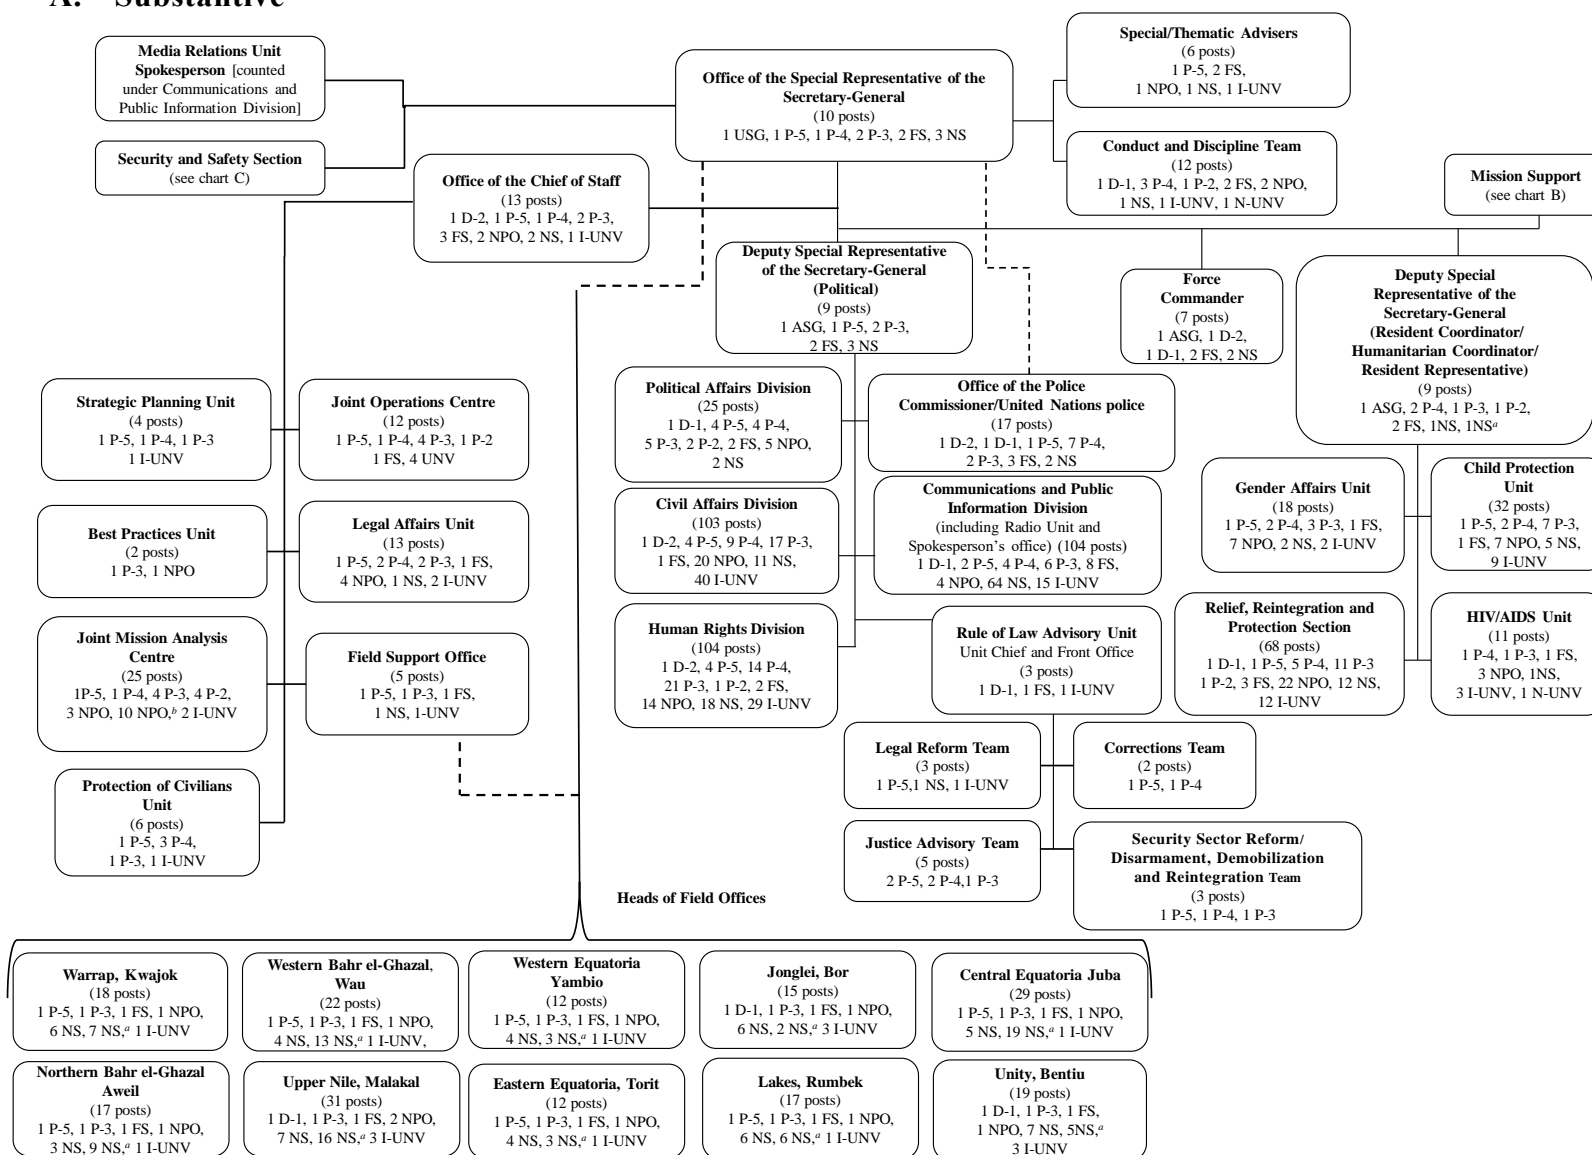 A. Substantive
Media Relations Unit
Spokesperson [counted
under Communications and
Public Information Division]
Security and Safety Section
(see chart C)
Office of the Special Representative of the
Secretary-General
(10 posts)
1 USG, 1 P-5, 1 P-4, 2 P-3, 2 FS, 3 NS
Special/Thematic Advisers
(6 posts)
1 P-5, 2 FS,
1 NPO, 1 NS, 1 I-UNV
Conduct and Discipline Team
(12 posts)
1 D-1, 3 P-4, 1 P-2, 2 FS, 2 NPO,
1 NS, 1 I-UNV, 1 N-UNV
Mission Support
(see chart B)
Office of the Chief of Staff
(13 posts)
1 D-2, 1 P-5, 1 P-4, 2 P-3,
3 FS, 2 NPO, 2 NS, 1 I-UNV
Deputy Special Representative
of the Secretary-General
(Political)
(9 posts)
1 ASG, 1 P-5, 2 P-3,
2 FS, 3 NS
Force
Commander
(7 posts)
1 ASG, 1 D-2,
1 D-1, 2 FS, 2 NS
Deputy Special
Representative of the
Secretary-General
(Resident Coordinator/
Humanitarian Coordinator/
Resident Representative)
(9 posts)
1 ASG, 2 P-4, 1 P-3, 1 P-2,
2 FS, 1NS, 1NSa
Strategic Planning Unit
(4 posts)
1 P-5, 1 P-4, 1 P-3
1 I-UNV
Joint Operations Centre
(12 posts)
1 P-5, 1 P-4, 4 P-3, 1 P-2
1 FS, 4 UNV
Best Practices Unit
(2 posts)
1 P-3, 1 NPO
Legal Affairs Unit
(13 posts)
1 P-5, 2 P-4, 2 P-3, 1 FS,
4 NPO, 1 NS, 2 I-UNV
Joint Mission Analysis
Centre
(25 posts)
1P-5, 1 P-4, 4 P-3, 4 P-2,
3 NPO, 10 NPO,b 2 I-UNV
Field Support Office
(5 posts)
1 P-5, 1 P-3, 1 FS,
1 NS, 1-UNV
Protection of Civilians
Unit
(6 posts)
1 P-5, 3 P-4,
1 P-3, 1 I-UNV
Political Affairs Division
(25 posts)
1 D-1, 4 P-5, 4 P-4,
5 P-3, 2 P-2, 2 FS, 5 NPO,
2 NS
Office of the Police
Commissioner/United Nations police
(17 posts)
1 D-2, 1 D-1, 1 P-5, 7 P-4,
2 P-3, 3 FS, 2 NS
Civil Affairs Division
(103 posts)
1 D-2, 4 P-5, 9 P-4, 17 P-3,
1 FS, 20 NPO, 11 NS,
40 I-UNV
Communications and Public
Information Division
(including Radio Unit and
Spokesperson's office) (104 posts)
1 D-1, 2 P-5, 4 P-4, 6 P-3, 8 FS,
4 NPO, 64 NS, 15 I-UNV
Human Rights Division
(104 posts)
1 D-2, 4 P-5, 14 P-4,
21 P-3, 1 P-2, 2 FS,
14 NPO, 18 NS, 29 I-UNV
Rule of Law Advisory Unit
Unit Chief and Front Office
(3 posts)
1 D-1, 1 FS, 1 I-UNV
Gender Affairs Unit
(18 posts)
1 P-5, 2 P-4, 3 P-3, 1 FS,
7 NPO, 2 NS, 2 I-UNV
Child Protection
Unit
(32 posts)
1 P-5, 2 P-4, 7 P-3,
1 FS, 7 NPO, 5 NS,
9 I-UNV
Relief, Reintegration and
Protection Section
(68 posts)
1 D-1, 1 P-5, 5 P-4, 11 P-3
1 P-2, 3 FS, 22 NPO, 12 NS,
12 I-UNV
HIV/AIDS Unit
(11 posts)
1 P-4, 1 P-3, 1 FS,
3 NPO, 1NS,
3 I-UNV, 1 N-UNV
Legal Reform Team
(3 posts)
1 P-5,1 NS, 1 I-UNV
Corrections Team
(2 posts)
1 P-5, 1 P-4
Justice Advisory Team
(5 posts)
2 P-5, 2 P-4,1 P-3
Security Sector Reform/
Disarmament, Demobilization
and Reintegration Team
(3 posts)
1 P-5, 1 P-4, 1 P-3
Heads of Field Offices
Warrap, Kwajok
(18 posts)
1 P-5, 1 P-3, 1 FS, 1 NPO,
6 NS, 7 NS,a 1 I-UNV
Western Bahr el-Ghazal,
Wau
(22 posts)
1 P-5, 1 P-3, 1 FS, 1 NPO,
4 NS, 13 NS,a 1 I-UNV,
Western Equatoria
Yambio
(12 posts)
1 P-5, 1 P-3, 1 FS, 1 NPO,
4 NS, 3 NS,a 1 I-UNV
Jonglei, Bor
(15 posts)
1 D-1, 1 P-3, 1 FS, 1 NPO,
6 NS, 2 NS,a 3 I-UNV
Central Equatoria Juba
(29 posts)
1 P-5, 1 P-3, 1 FS, 1 NPO,
5 NS, 19 NS,a 1 I-UNV
Northern Bahr el-Ghazal
Aweil
(17 posts)
1 P-5, 1 P-3, 1 FS, 1 NPO,
3 NS, 9 NS,a 1 I-UNV
Upper Nile, Malakal
(31 posts)
1 D-1, 1 P-3, 1 FS, 2 NPO,
7 NS, 16 NS,a 3 I-UNV
Eastern Equatoria, Torit
(12 posts)
1 P-5, 1 P-3, 1 FS, 1 NPO,
4 NS, 3 NS,a 1 I-UNV
Lakes, Rumbek
(17 posts)
1 P-5, 1 P-3, 1 FS, 1 NPO,
6 NS, 6 NS,a 1 I-UNV
Unity, Bentiu
(19 posts)
1 D-1, 1 P-3, 1 FS,
1 NPO, 7 NS, 5NS,a
3 I-UNV